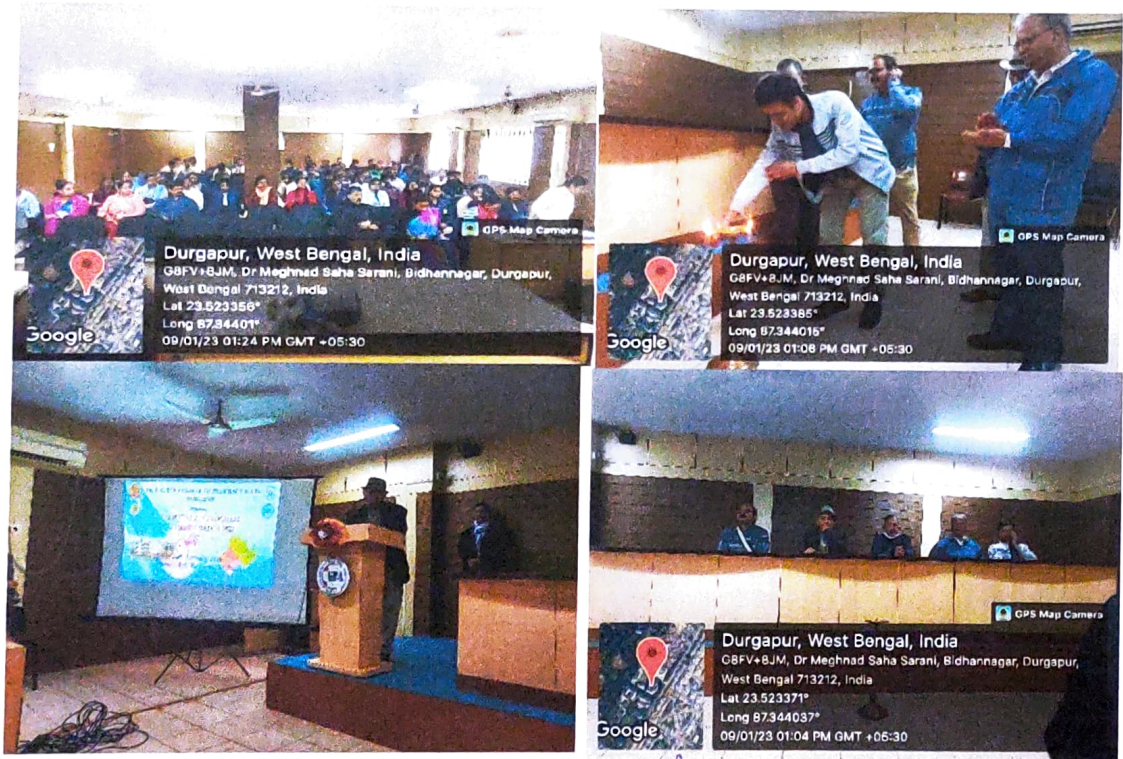 GPS Map Camera
Durgapur, West Bengal, India
G8FV+8JM, Dr Meghnad Saha Sarani, Bidhannagar, Durgapur,
West Bengal 713212, India
Lat 23.523356°
Long 87.34401°
09/01/23 01:24 PM GMT +05:30
Google
GPS Map Camera
Durgapur, West Bengal, India
G8FV+8JM, Dr Meghnad Saha Sarani, Bidhannagar, Durgapur,
West Bengal 713212, India
Lat 23.523385°
Long 87.344015°
09/01/23 01:08 PM GMT +05:30
Google
GPS Map Camera
Durgapur, West Bengal, India
G8FV+8JM, Dr Meghnad Saha Sarani, Bidhannagar, Durgapur,
West Bengal 713212, India
Lat 23.523371°
Long 87.344037°
09/01/23 01:04 PM GMT +05:30
Google